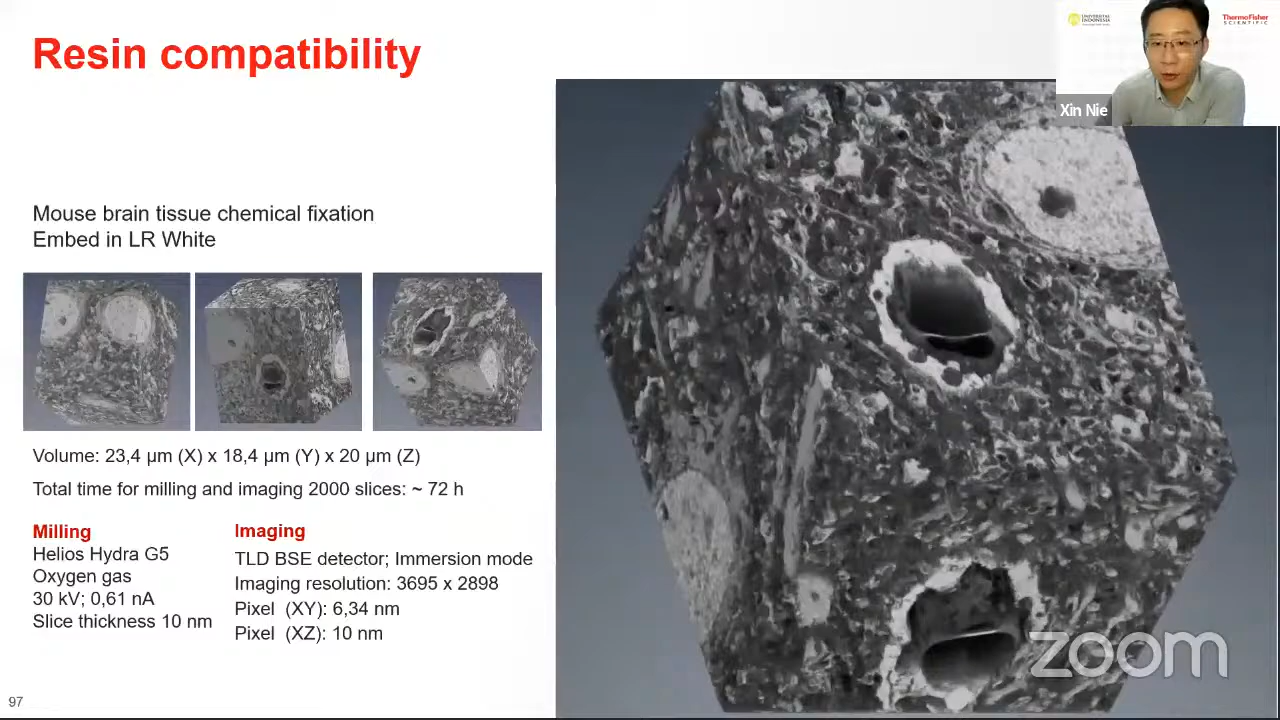 Resin compatibility
UNIVERSITAS
INDONESIA
ThermoFisher
SCIENTIFIC
Xin Nie
Mouse brain tissue chemical fixation
Embed in LR White
Volume: 23,4 µm (X) x 18,4 µm (Y) x 20 µm (Z)
Total time for milling and imaging 2000 slices: ~ 72 h
Milling
Helios Hydra G5
Oxygen gas
30 kV; 0,61 nA
Slice thickness 10 nm
Imaging
TLD BSE detector; Immersion mode
Imaging resolution: 3695 x 2898
Pixel (XY): 6,34 nm
Pixel (XZ): 10 nm
zoom
97